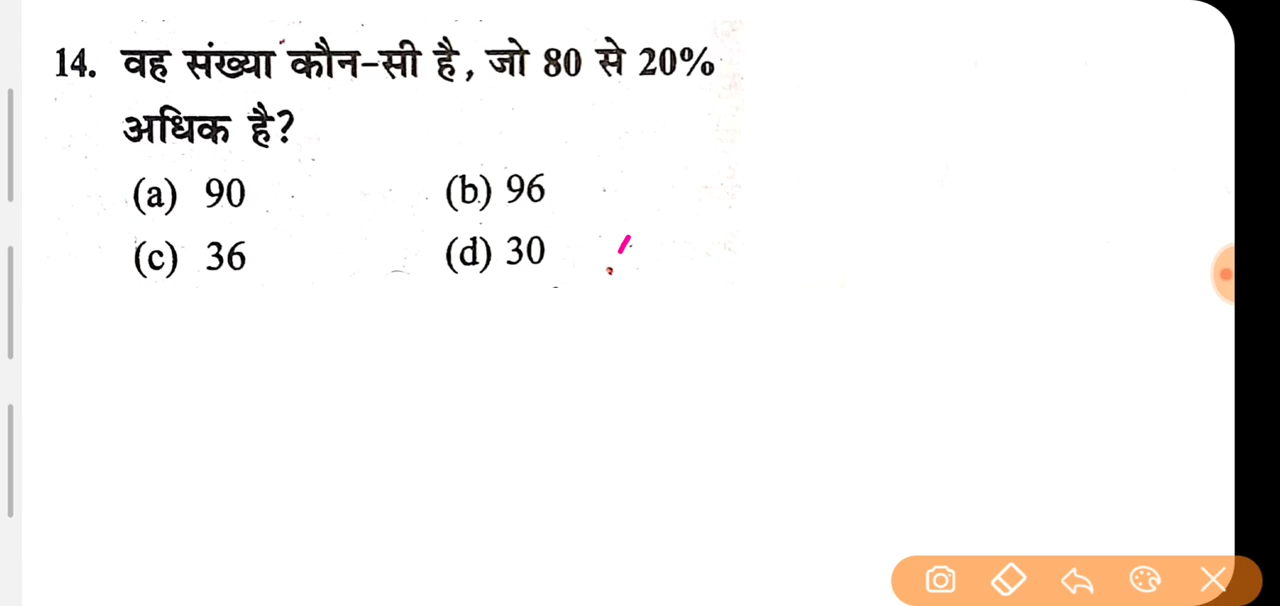 14. वह संख्या कौन-सी है, जो 80 से 20%
अधिक है?
(a) 90 (b) 96
(c) 36 (d) 30